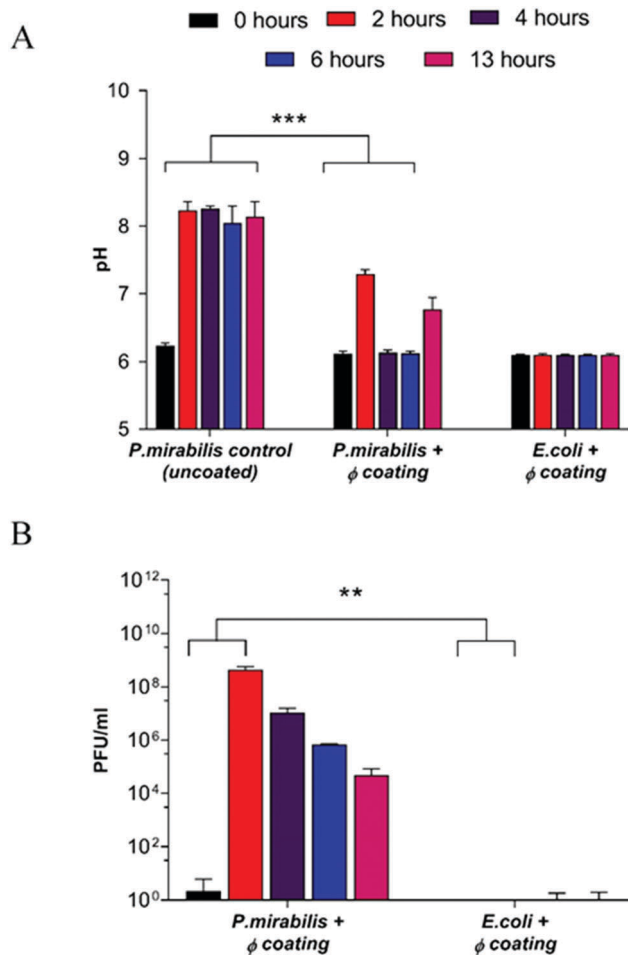 A
0 hours 2 hours 4 hours
6 hours 13 hours
10
9
8
7
6
5
pH
***
P.mirabilis control
(uncoated)
P.mirabilis +
ϕ coating
E.coli +
ϕ coating
B
10¹²
10¹⁰
10⁸
10⁶
10⁴
10²
10⁰
PFU/ml
**
P.mirabilis +
ϕ coating
E.coli +
ϕ coating